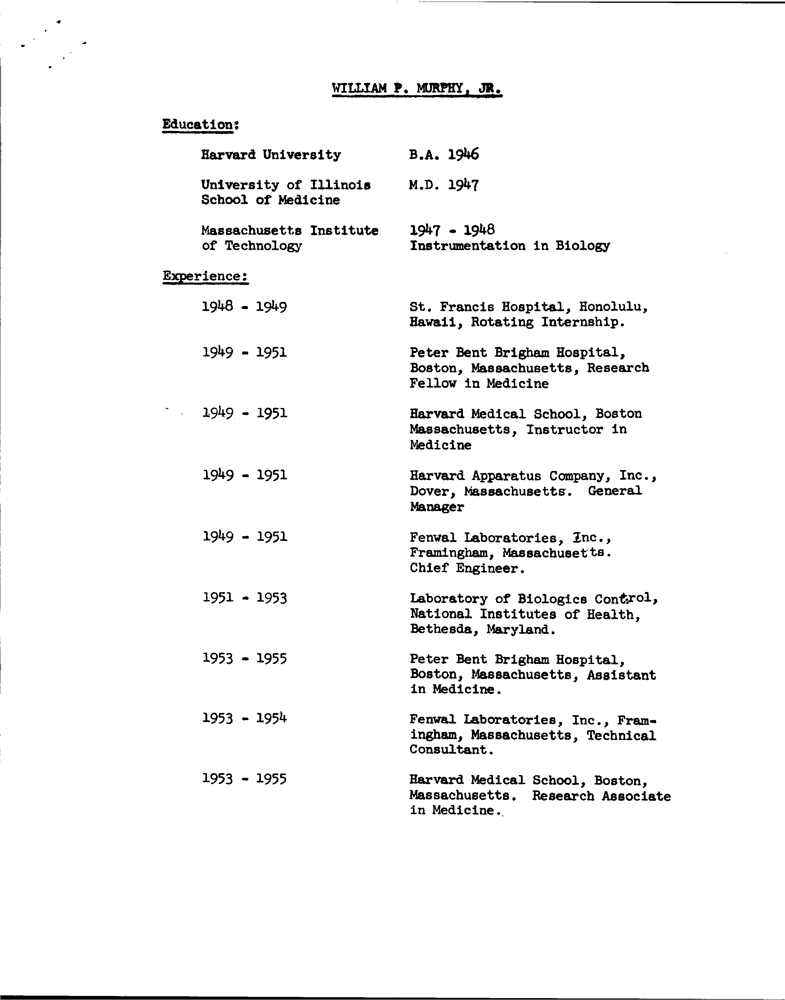 WILLIAM P. MURPHY, JR.
Education:
Harvard University B.A. 1946
University of Illinois M.D. 1947
School of Medicine
Massachusetts Institute 1947 - 1948
of Technology Instrumentation in Biology
Experience:
1948 - 1949 St. Francis Hospital, Honolulu,
Hawaii, Rotating Internship.
1949 - 1951 Peter Bent Brigham Hospital,
Boston, Massachusetts, Research
Fellow in Medicine
1949 - 1951 Harvard Medical School, Boston
Massachusetts, Instructor in
Medicine
1949 - 1951 Harvard Apparatus Company, Inc.,
Dover, Massachusetts. General
Manager
1949 - 1951 Fenwal Laboratories, Inc.,
Framingham, Massachusetts.
Chief Engineer.
1951 - 1953 Laboratory of Biologics Control,
National Institutes of Health,
Bethesda, Maryland.
1953 - 1955 Peter Bent Brigham Hospital,
Boston, Massachusetts, Assistant
in Medicine.
1953 - 1954 Fenwal Laboratories, Inc., Fram-
ingham, Massachusetts, Technical
Consultant.
1953 - 1955 Harvard Medical School, Boston,
Massachusetts. Research Associate
in Medicine.